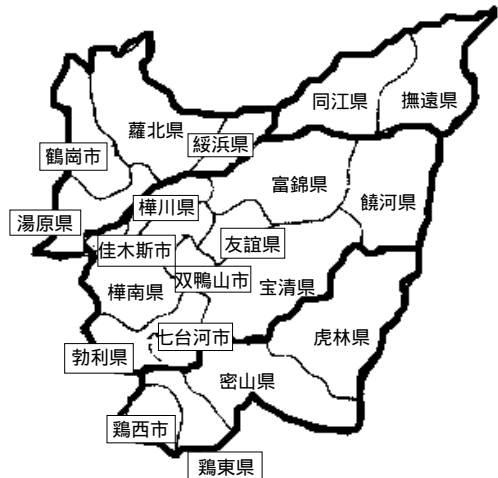 同江県
撫遠県
蘿北県
綏浜県
鶴崗市
富錦県
饒河県
樺川県
湯原県
友誼県
佳木斯市
双鴨山市
宝清県
樺南県
七台河市
虎林県
勃利県
密山県
鶏西市
鶏東県